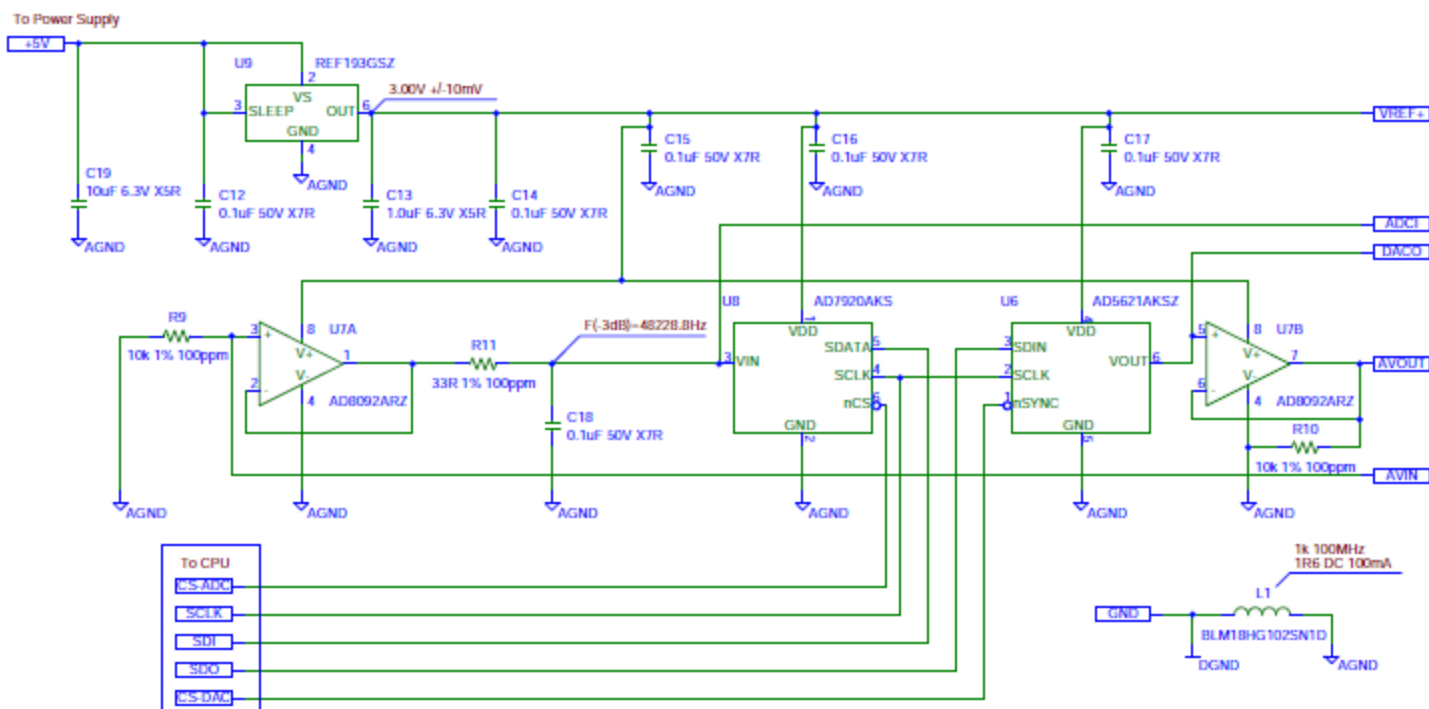 To Power Supply
+5V
U9
REF193GSZ
2
VS
3
SLEEP
OUT
6
GND
4
AGND
3.00V +/-10mV
VREF+
C19
10uF 6.3V X5R
AGND
C12
0.1uF 50V X7R
AGND
C13
1.0uF 6.3V X5R
AGND
C14
0.1uF 50V X7R
AGND
C15
0.1uF 50V X7R
AGND
C16
0.1uF 50V X7R
AGND
C17
0.1uF 50V X7R
AGND
ADCI
DACO
R9
10k 1% 100ppm
AGND
3
+
2
-
8
U7A
V+
V-
1
4
AD8092ARZ
AGND
R11
33R 1% 100ppm
F(-3dB)=48228.8Hz
C18
0.1uF 50V X7R
AGND
U8
AD7920AKS
1
VDD
3
VIN
SDATA
5
SCLK
4
nCS
6
GND
2
AGND
U6
AD5621AKSZ
4
VDD
3
SDIN
2
SCLK
1
nSYNC
VOUT
6
GND
5
AGND
5
+
6
-
8
U7B
V+
V-
7
4
AD8092ARZ
AVOUT
R10
10k 1% 100ppm
AVIN
AGND
To CPU
CS-ADC
SCLK
SDI
SDO
CS-DAC
1k 100MHz
1R6 DC 100mA
L1
GND
BLM18HG102SN1D
DGND
AGND